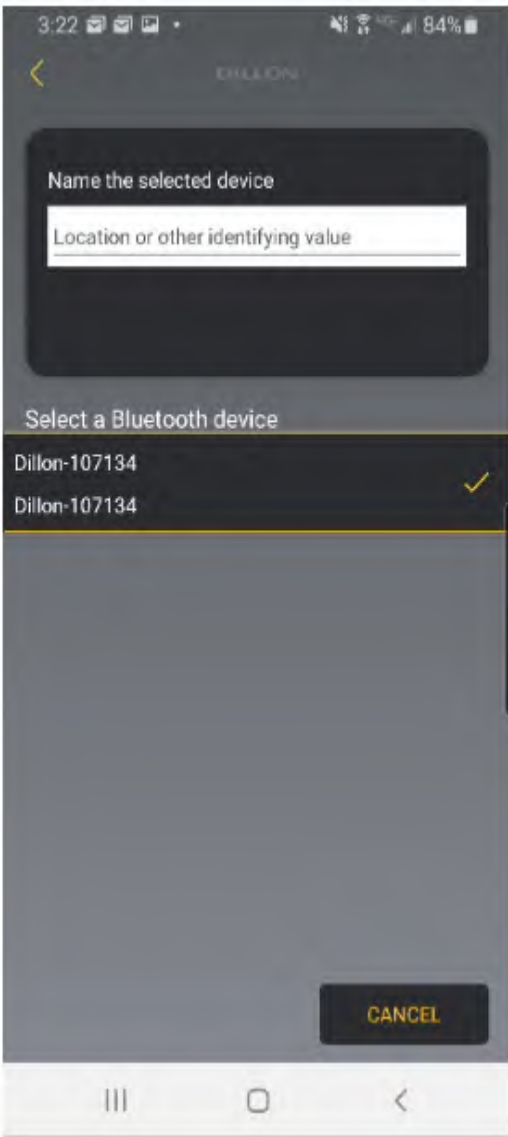 3:22
84%
DILLON
Name the selected device
Location or other identifying value
Select a Bluetooth device
Dillon-107134
Dillon-107134
CANCEL